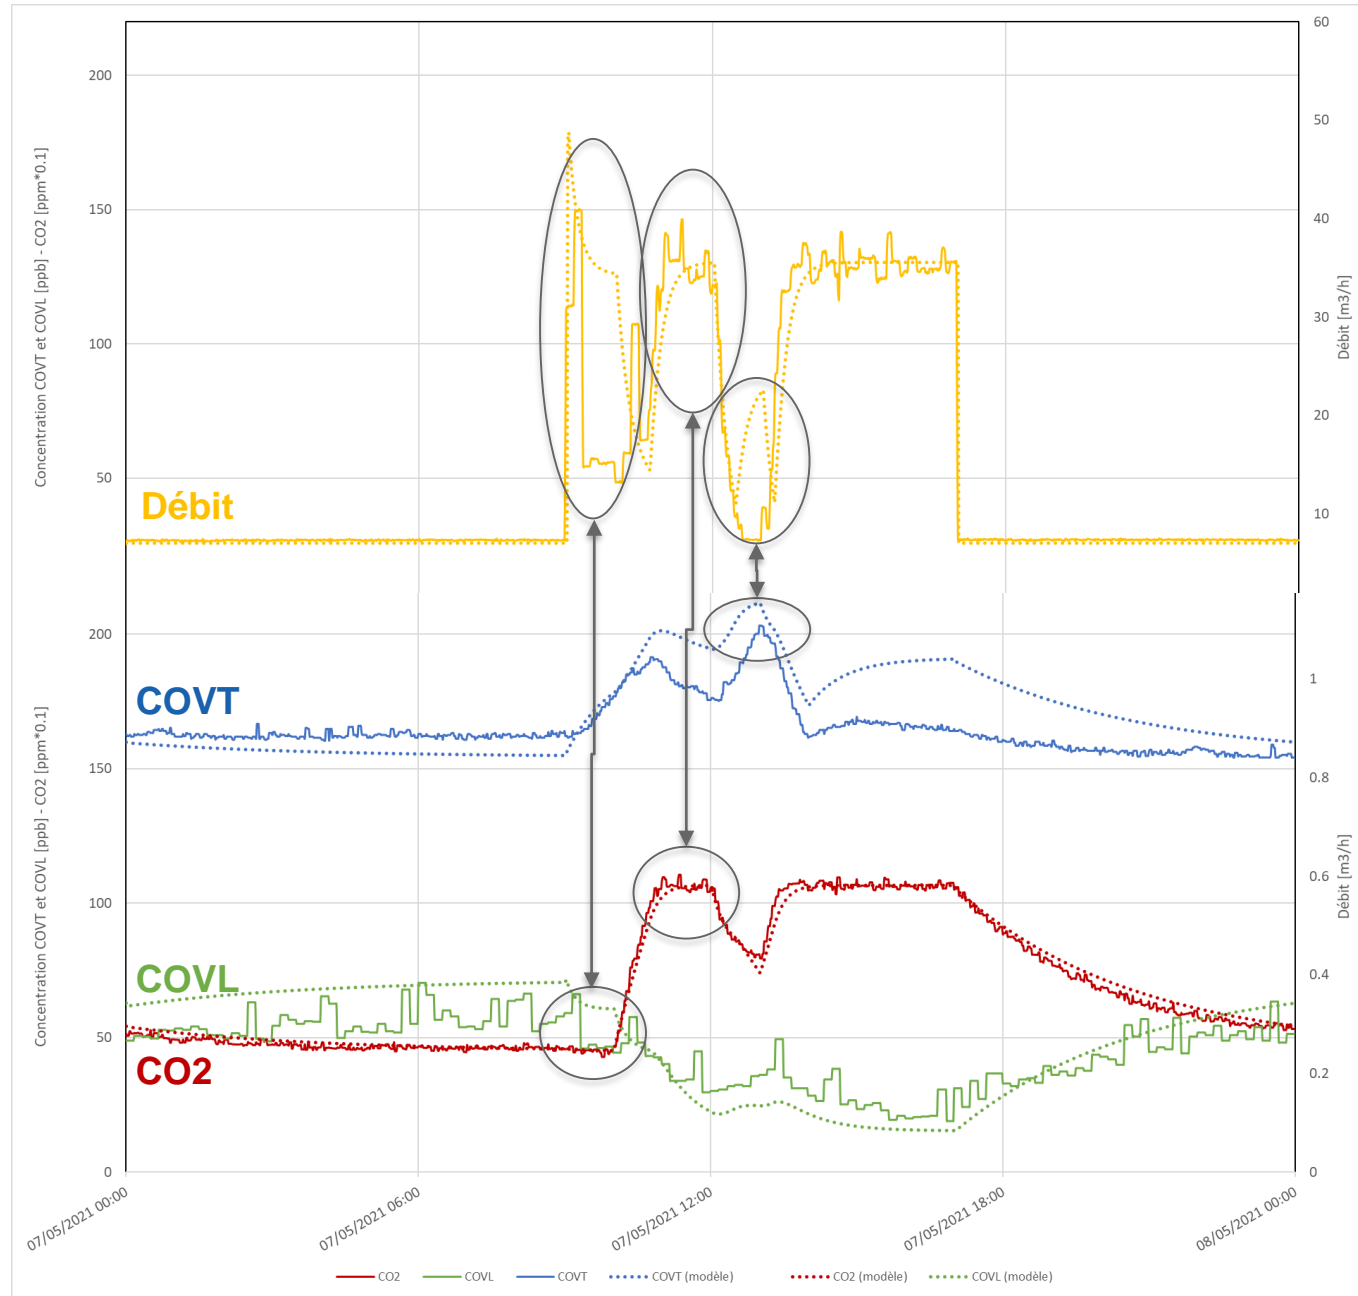 60
200
50
150
40
30
100
20
50
10
Concentration COVT et COVL [ppb] - CO2 [ppm*0.1]
Débit [m3/h]
Débit
200
COVT
1
150
0.8
100
0.6
COVL
0.4
50
CO2
0.2
0
0
Concentration COVT et COVL [ppb] - CO2 [ppm*0.1]
Débit [m3/h]
07/05/2021 00:00
07/05/2021 06:00
07/05/2021 12:00
07/05/2021 18:00
08/05/2021 00:00
CO2 COVL COVT COVT (modèle) CO2 (modèle) COVL (modèle)